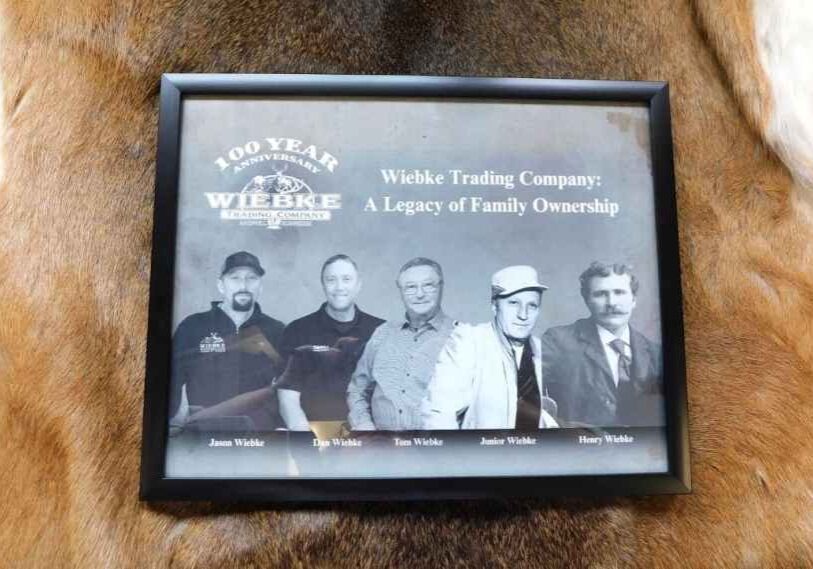 100 YEAR
ANNIVERSARY
WIEBKE
TRADING COMPANY
Wiebke Trading Company:
A Legacy of Family Ownership
WIEBKE
Jason Wiebke
Dan Wiebke
Tom Wiebke
Junior Wiebke
Henry Wiebke